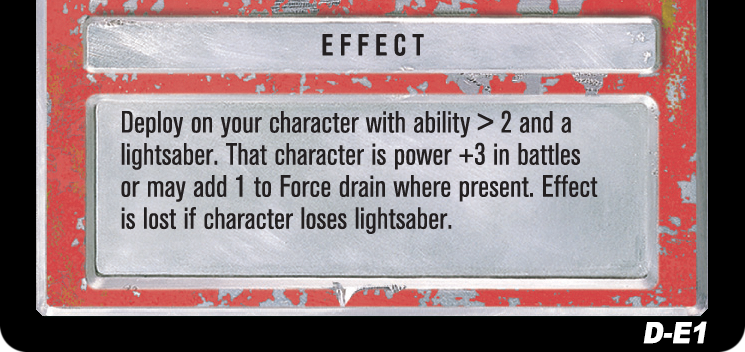 EFFECT
Deploy on your character with ability > 2 and a
lightsaber. That character is power +3 in battles
or may add 1 to Force drain where present. Effect
is lost if character loses lightsaber.
D-E1